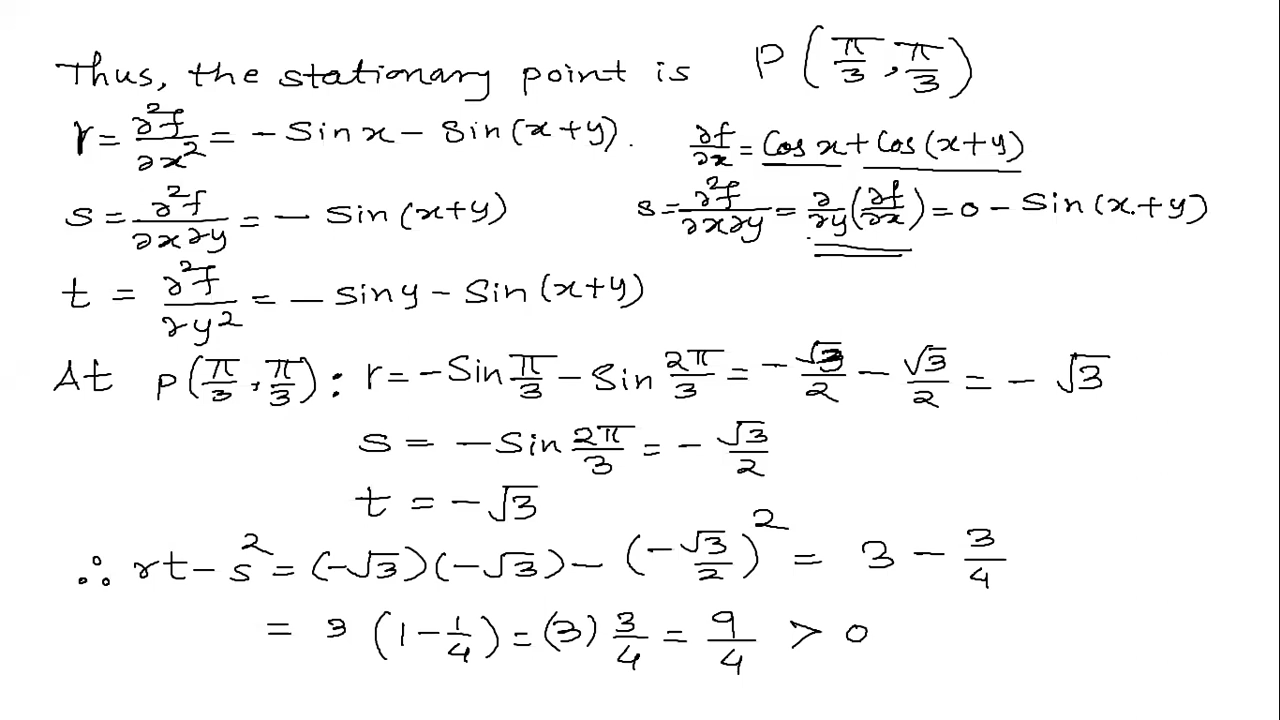 Thus, the stationary point is P(π/3, π/3)
r = ∂²f/∂x² = − Sin x − Sin(x+y).
∂f/∂x = Cos x + Cos(x+y)
s = ∂²f/∂x∂y = − Sin(x+y)
s = ∂²f/∂x∂y = ∂/∂y(∂f/∂x) = 0 − Sin(x+y)
t = ∂²f/∂y² = − Sin y − Sin(x+y)
At P(π/3, π/3) : r = −Sin π/3 − Sin 2π/3 = − √3/2 − √3/2 = − √3
s = − Sin 2π/3 = − √3/2
t = − √3
∴ rt − s² = (−√3)(−√3) − (−√3/2)² = 3 − 3/4
= 3 (1 − 1/4) = (3) 3/4 = 9/4 > 0